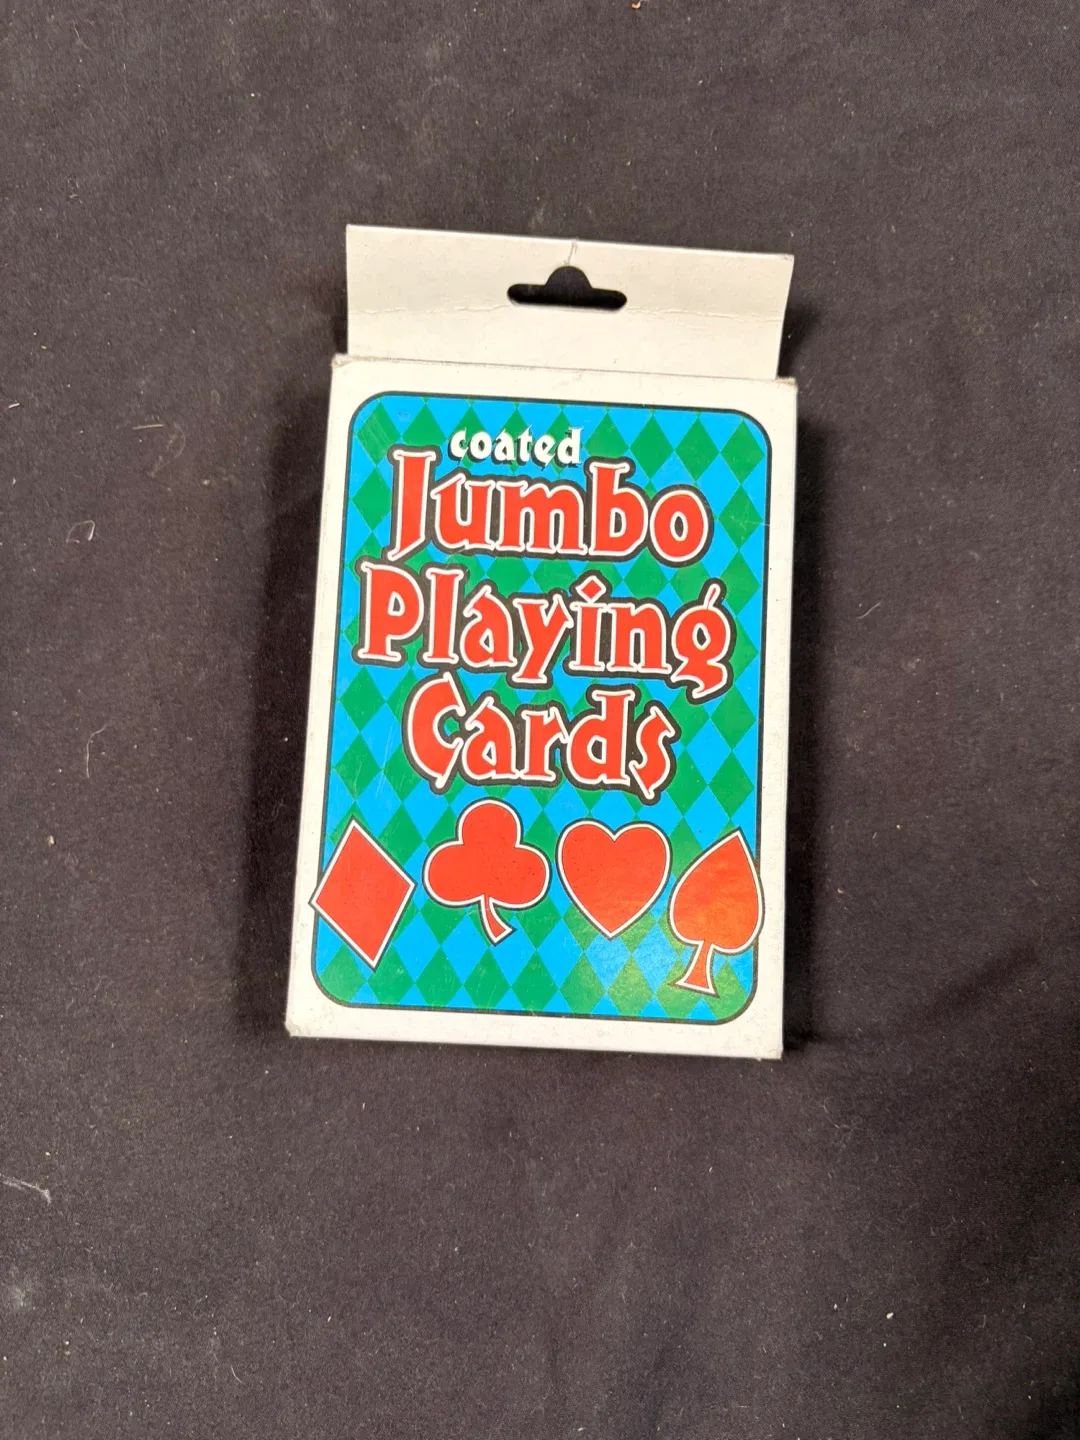 coated
Jumbo
Playing
Cards